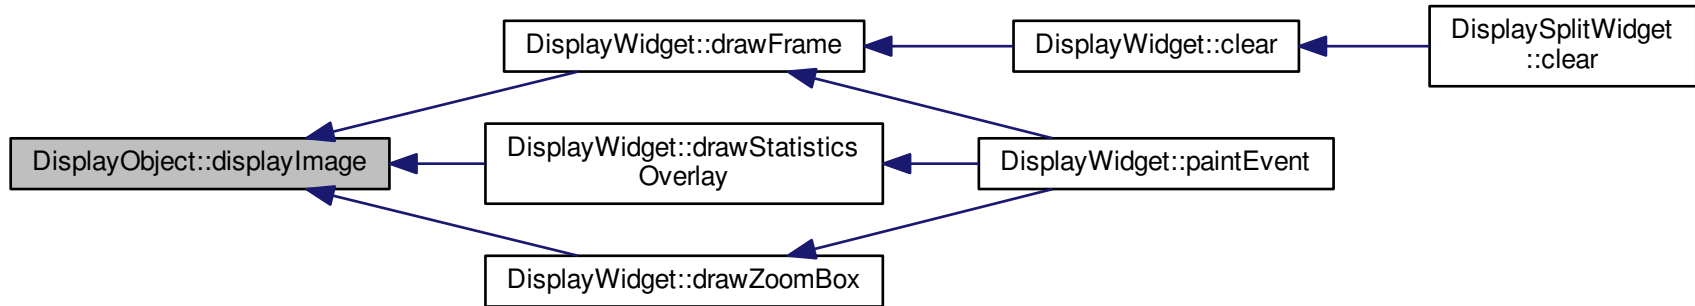 DisplayObject::displayImage
DisplayWidget::drawFrame
DisplayWidget::drawStatistics
Overlay
DisplayWidget::drawZoomBox
DisplayWidget::clear
DisplayWidget::paintEvent
DisplaySplitWidget
::clear